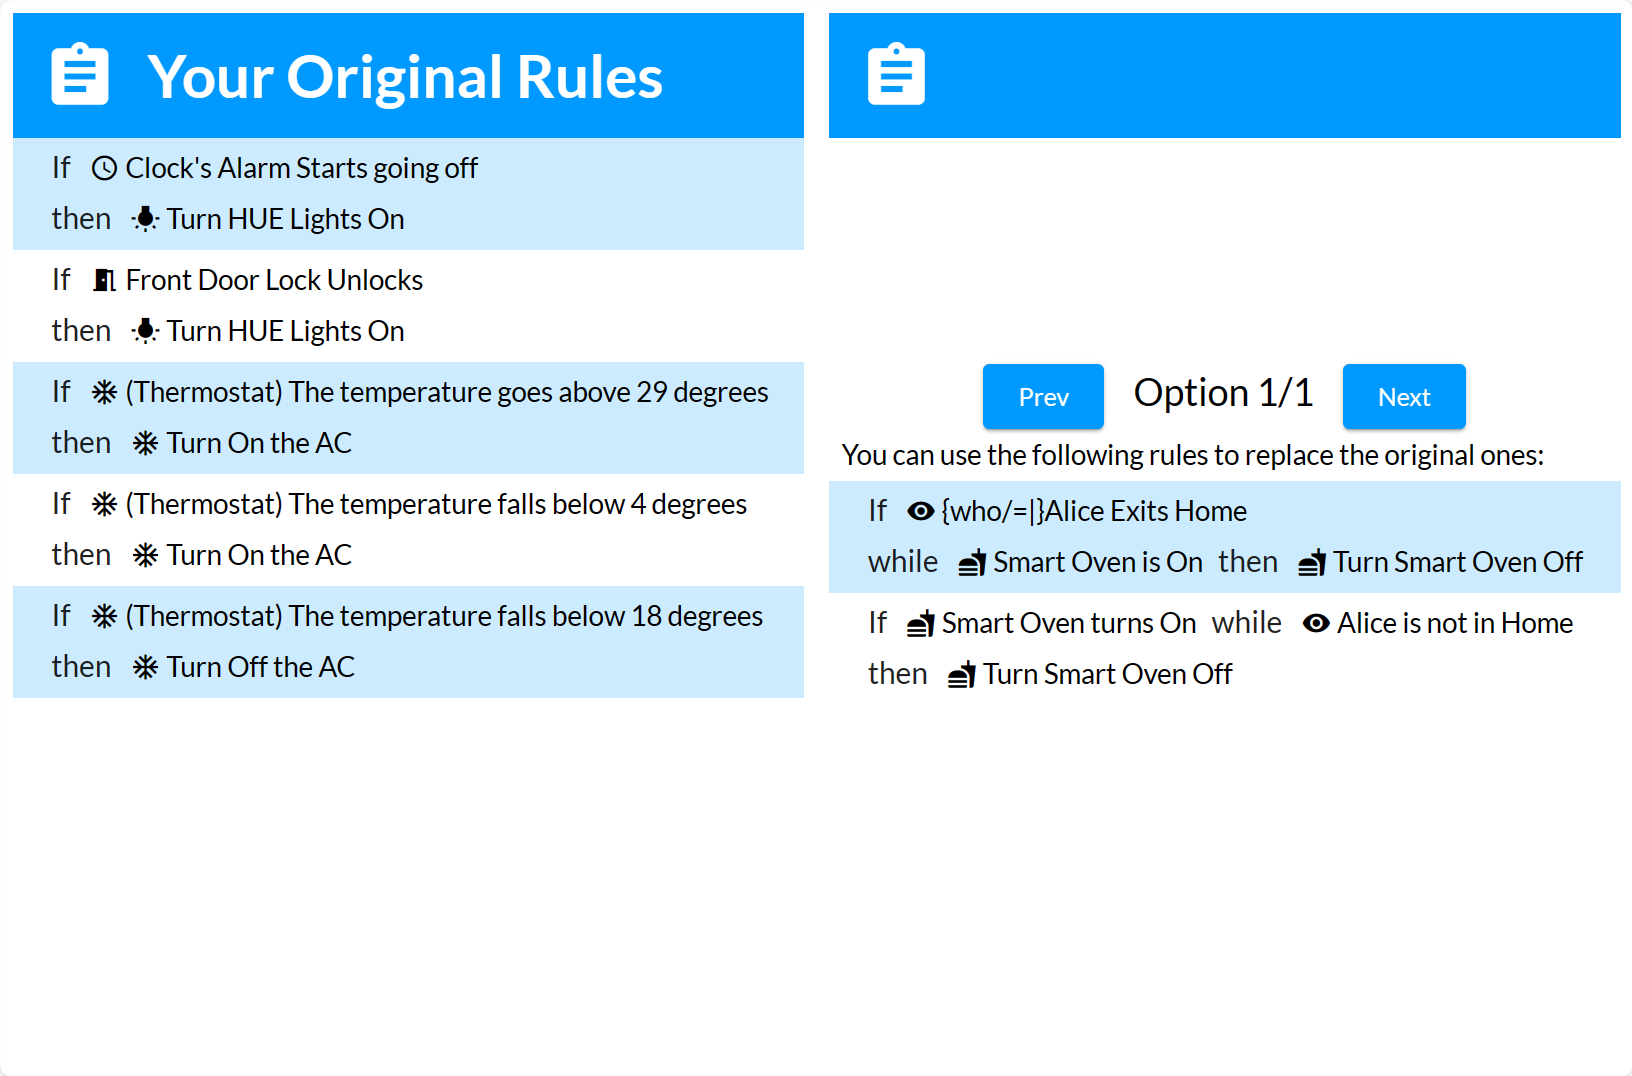 Your Original Rules
If Clock's Alarm Starts going off
then Turn HUE Lights On
If Front Door Lock Unlocks
then Turn HUE Lights On
If (Thermostat) The temperature goes above 29 degrees
then Turn On the AC
If (Thermostat) The temperature falls below 4 degrees
then Turn On the AC
If (Thermostat) The temperature falls below 18 degrees
then Turn Off the AC
Prev Option 1/1 Next
You can use the following rules to replace the original ones:
If {who/=|}Alice Exits Home
while Smart Oven is On then Turn Smart Oven Off
If Smart Oven turns On while Alice is not in Home
then Turn Smart Oven Off